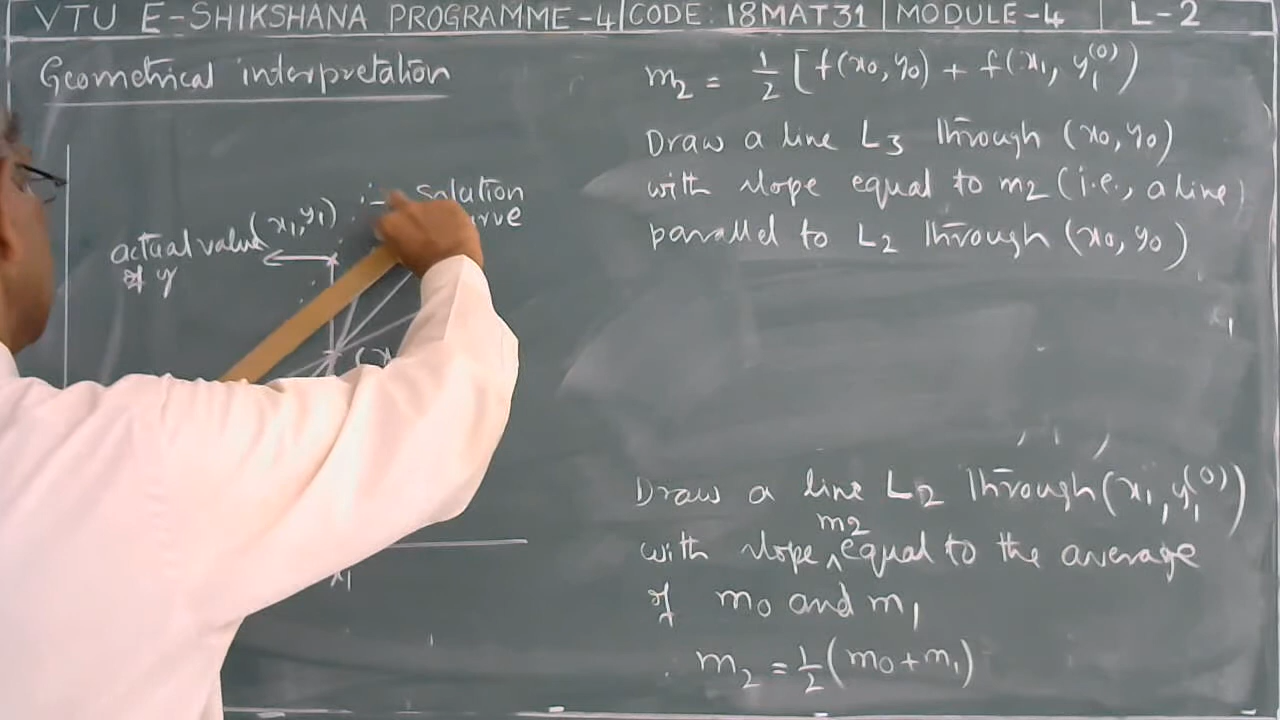 VTU E-SHIKSHANA PROGRAMME-4 | CODE: 18MAT31 | MODULE-4 | L-2
Geometrical interpretation
(x₁, y₁)
solution
actual value
of y
x₁
m₂ = 1/2 [f(x₀, y₀) + f(x₁, y₁⁽⁰⁾)
Draw a line L₃ through (x₀, y₀)
with slope equal to m₂ (i.e., a line
parallel to L₂ through (x₀, y₀)
Draw a line L₂ through (x₁, y₁⁽⁰⁾)
m₂
with slope ^ equal to the average
of m₀ and m₁
m₂ = 1/2 (m₀ + m₁)